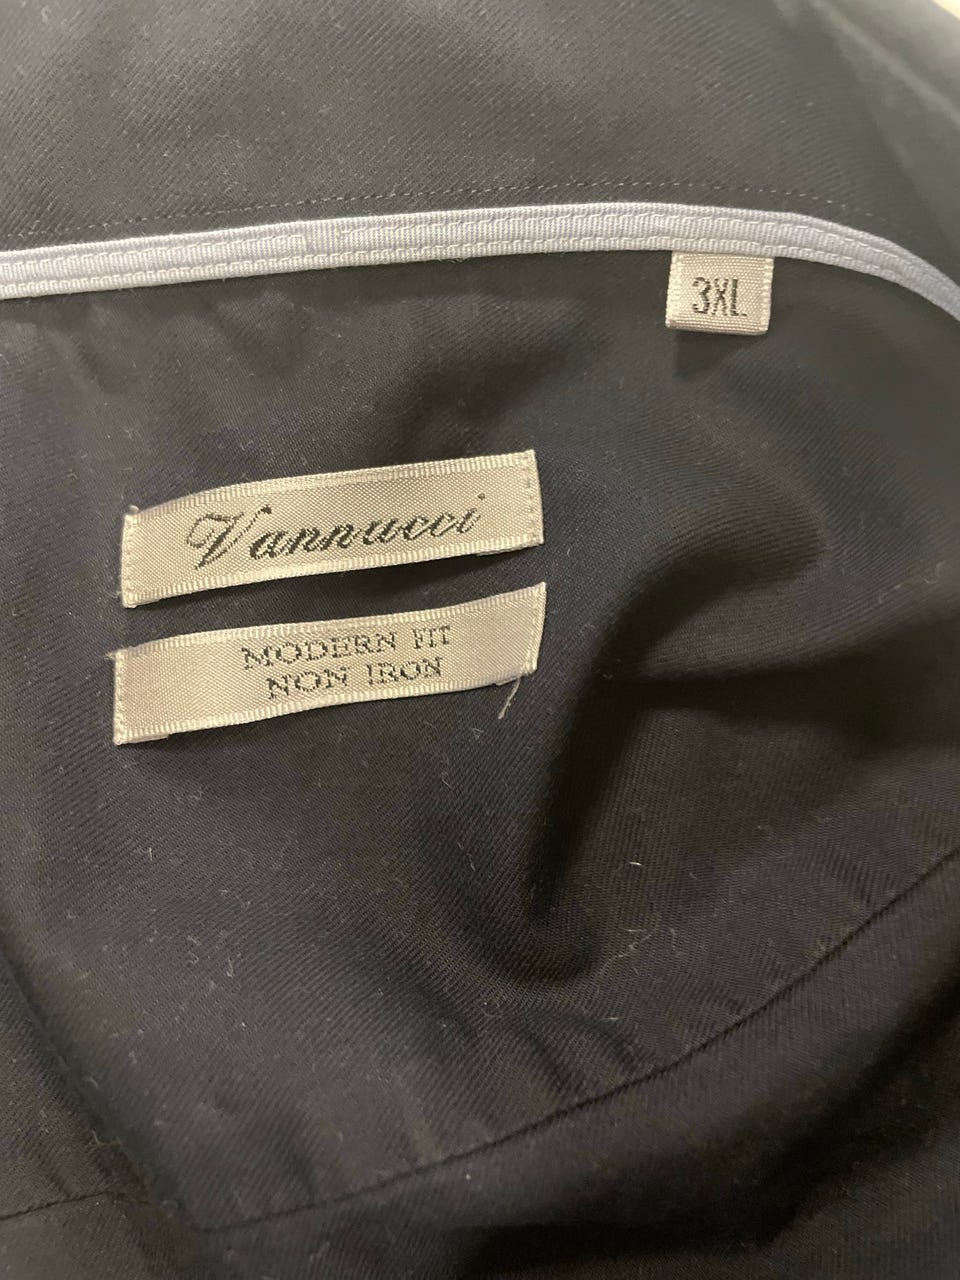 3XL
Vannucci
MODERN FIT
NON IRON